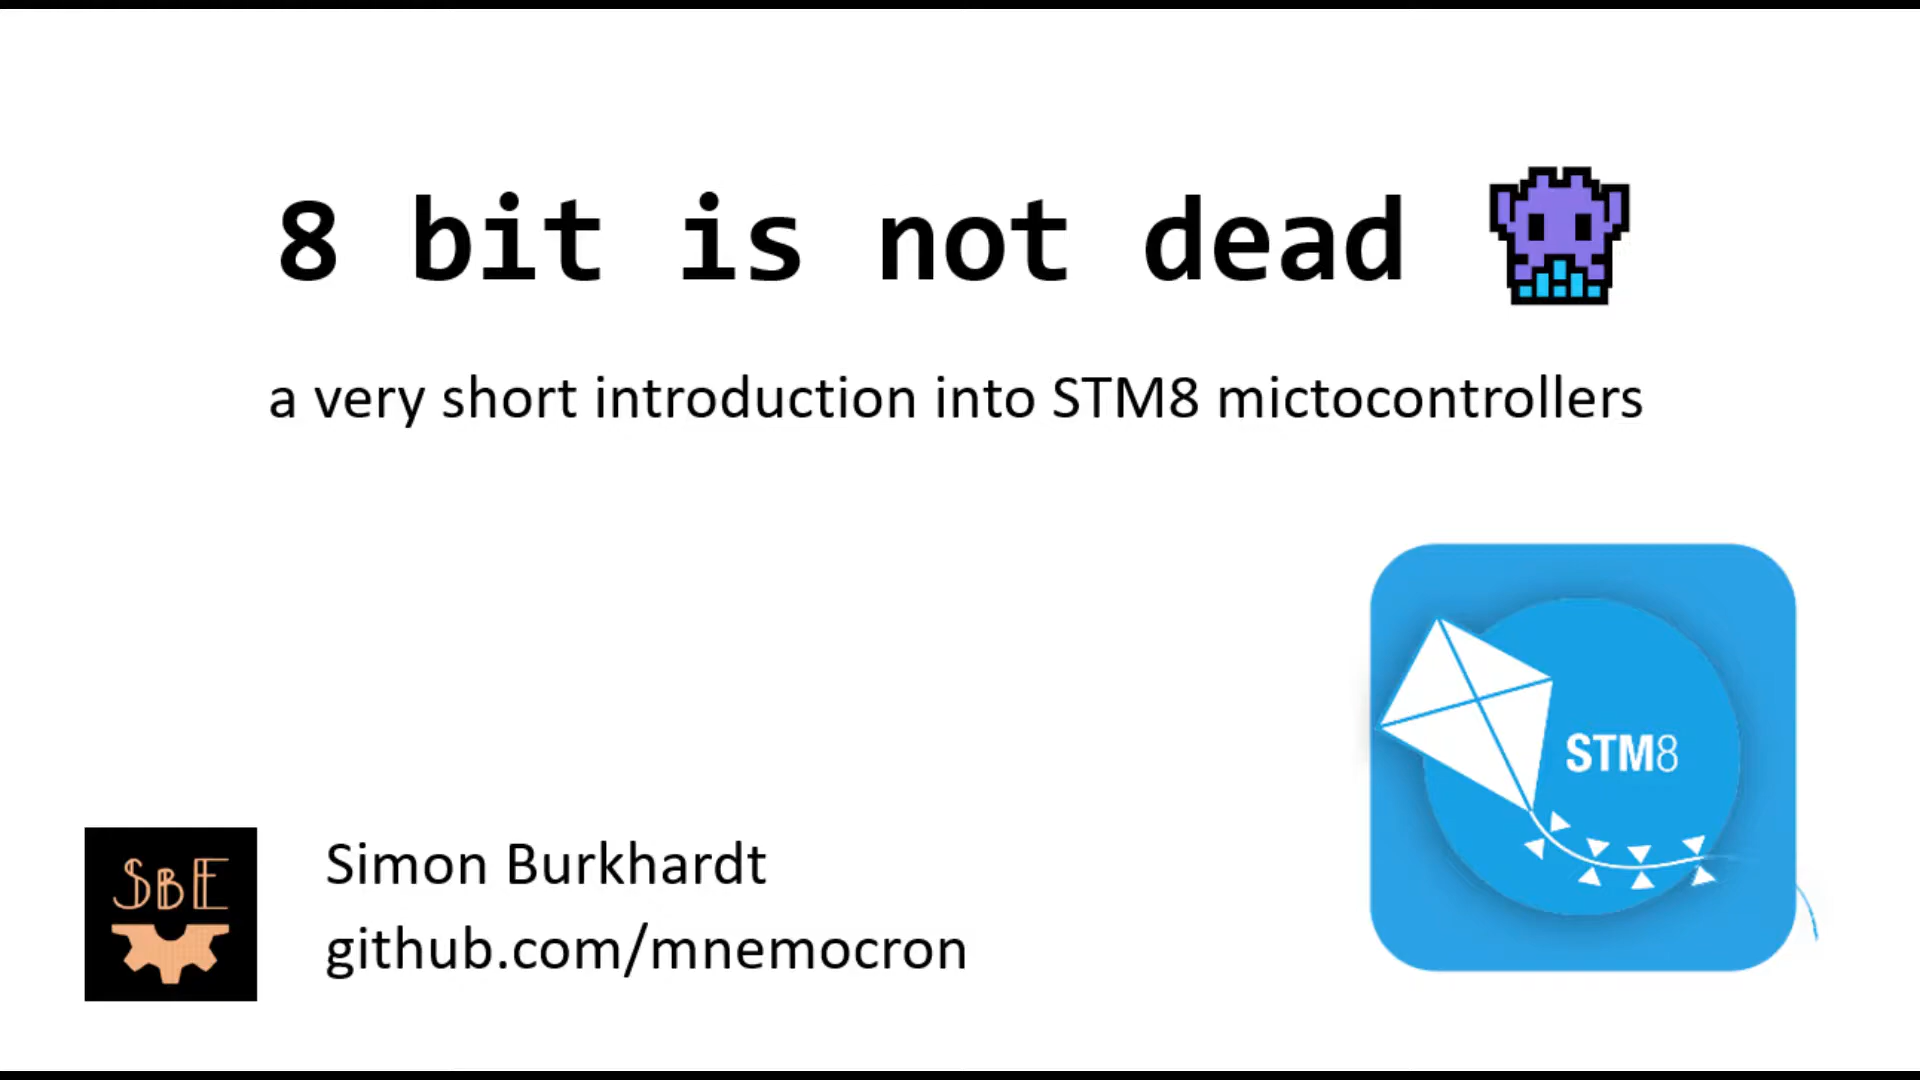 8 bit is not dead
a very short introduction into STM8 mictocontrollers
STM8
SBE
Simon Burkhardt
github.com/mnemocron